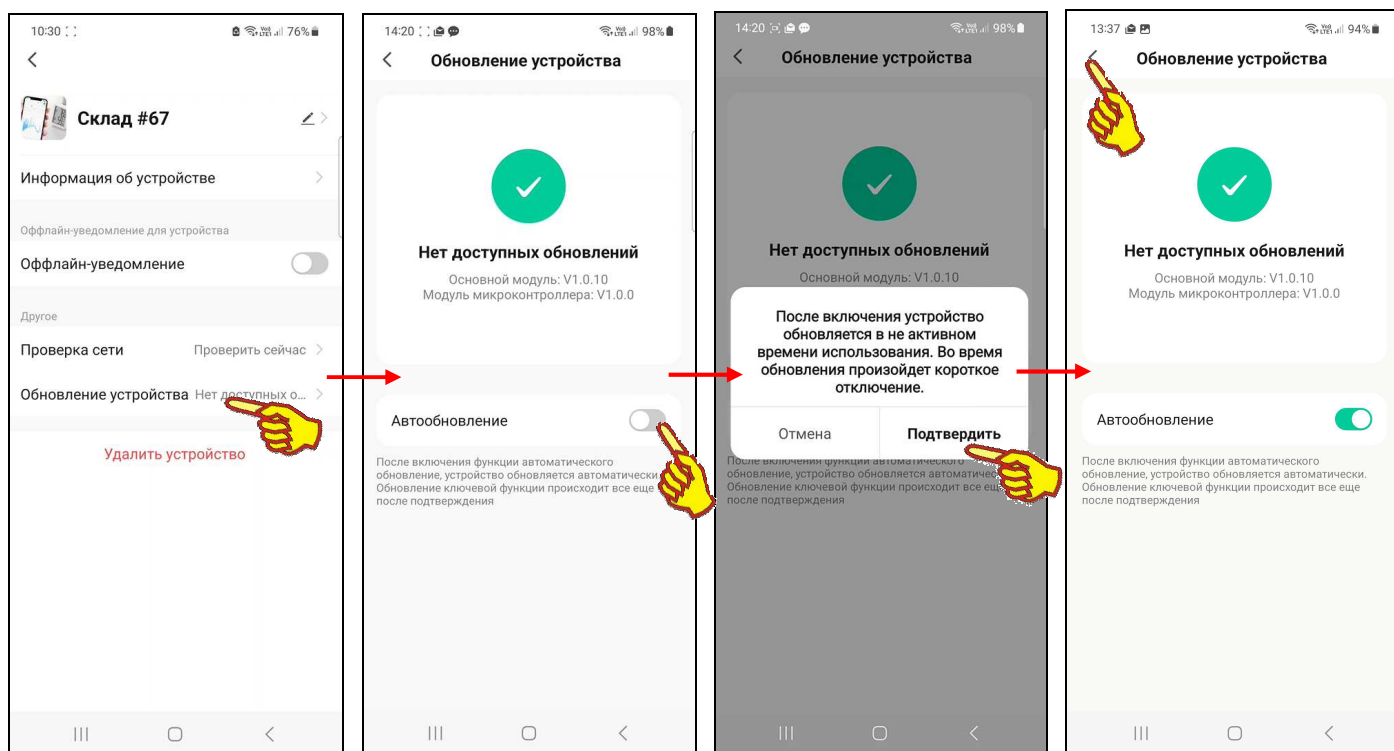 10:30
76%
Склад #67
Информация об устройстве
Оффлайн-уведомление для устройства
Оффлайн-уведомление
Другое
Проверка сети Проверить сейчас
Обновление устройства Нет доступных о...
Удалить устройство
14:20
98%
Обновление устройства
Нет доступных обновлений
Основной модуль: V1.0.10
Модуль микроконтроллера: V1.0.0
Автообновление
После включения функции автоматического
обновление, устройство обновляется автоматически.
Обновление ключевой функции происходит все еще
после подтверждения
14:20
98%
Обновление устройства
Нет доступных обновлений
Основной модуль: V1.0.10
После включения устройство
обновляется в не активном
времени использования. Во время
обновления произойдет короткое
отключение.
Отмена Подтвердить
После включения функции автоматического
обновление, устройство обновляется автоматичес
Обновление ключевой функции происходит все еще
после подтверждения
13:37
94%
Обновление устройства
Нет доступных обновлений
Основной модуль: V1.0.10
Модуль микроконтроллера: V1.0.0
Автообновление
После включения функции автоматического
обновление, устройство обновляется автоматически.
Обновление ключевой функции происходит все еще
после подтверждения